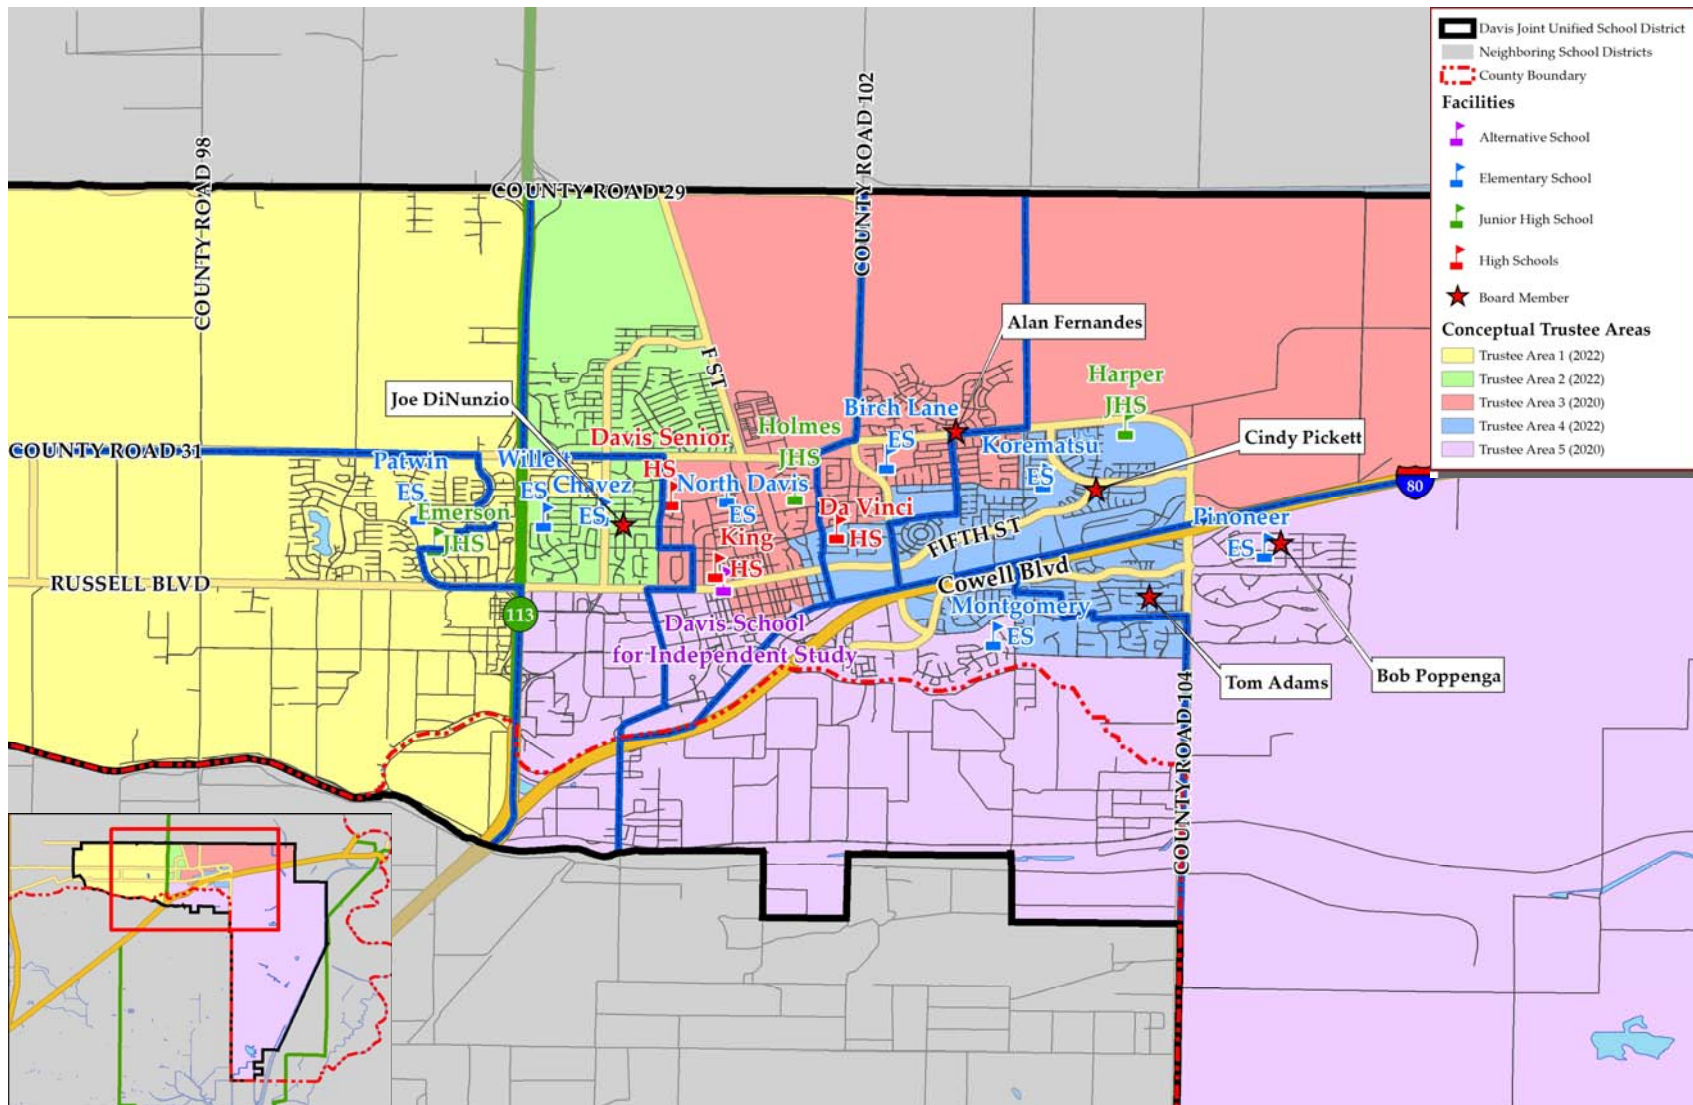 Davis Joint Unified School District
Neighboring School Districts
County Boundary
Facilities
Alternative School
Elementary School
Junior High School
High Schools
Board Member
Conceptual Trustee Areas
Trustee Area 1 (2022)
Trustee Area 2 (2022)
Trustee Area 3 (2020)
Trustee Area 4 (2022)
Trustee Area 5 (2020)
COUNTY ROAD 98
COUNTY ROAD 29
COUNTY ROAD 102
Alan Fernandes
F ST
Harper
JHS
Joe DiNunzio
Birch Lane
ES
Cindy Pickett
Holmes
JHS
Davis Senior
HS
Korematsu
ES
COUNTY ROAD 31
Patwin
ES
Willett
ES
Chavez
ES
North Davis
ES
80
Emerson
JHS
Da Vinci
HS
Pinoneer
ES
King
HS
FIFTH ST
Cowell Blvd
RUSSELL BLVD
113
Montgomery
ES
Davis School
for Independent Study
Tom Adams
Bob Poppenga
COUNTY ROAD 104